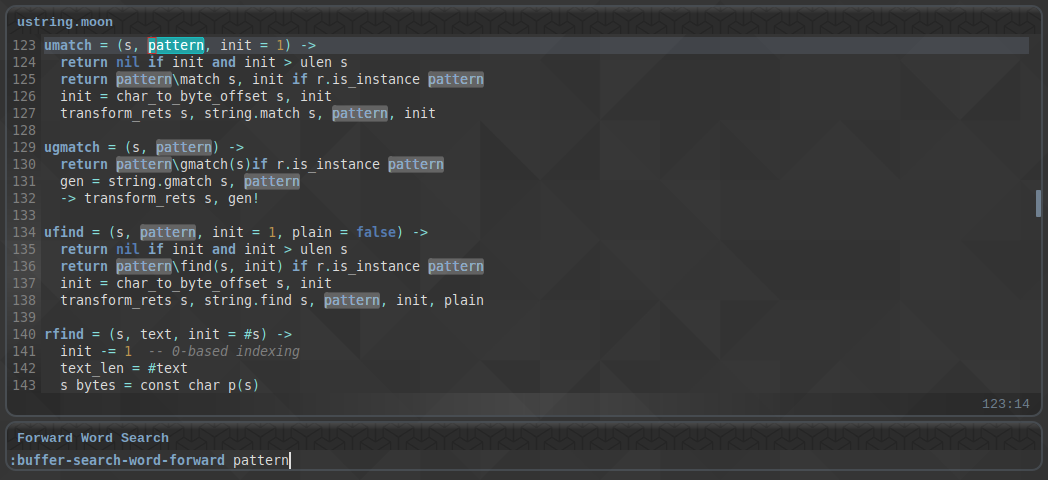 ustring.moon
123 umatch = (s, pattern, init = 1) ->
124   return nil if init and init > ulen s
125   return pattern\match s, init if r.is_instance pattern
126   init = char_to_byte_offset s, init
127   transform_rets s, string.match s, pattern, init
128
129 ugmatch = (s, pattern) ->
130   return pattern\gmatch(s)if r.is_instance pattern
131   gen = string.gmatch s, pattern
132   -> transform_rets s, gen!
133
134 ufind = (s, pattern, init = 1, plain = false) ->
135   return nil if init and init > ulen s
136   return pattern\find(s, init) if r.is_instance pattern
137   init = char_to_byte_offset s, init
138   transform_rets s, string.find s, pattern, init, plain
139
140 rfind = (s, text, init = #s) ->
141   init -= 1  -- 0-based indexing
142   text_len = #text
143   s bytes = const char p(s)
123:14
Forward Word Search
:buffer-search-word-forward pattern